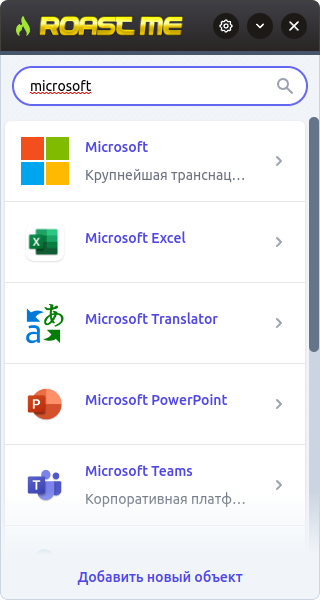 ROAST ME
microsoft
Microsoft
Крупнейшая транснац…
Microsoft Excel
X
Microsoft Translator
あ
a
Microsoft PowerPoint
P
Microsoft Teams
T
Корпоративная платф…
Добавить новый объект